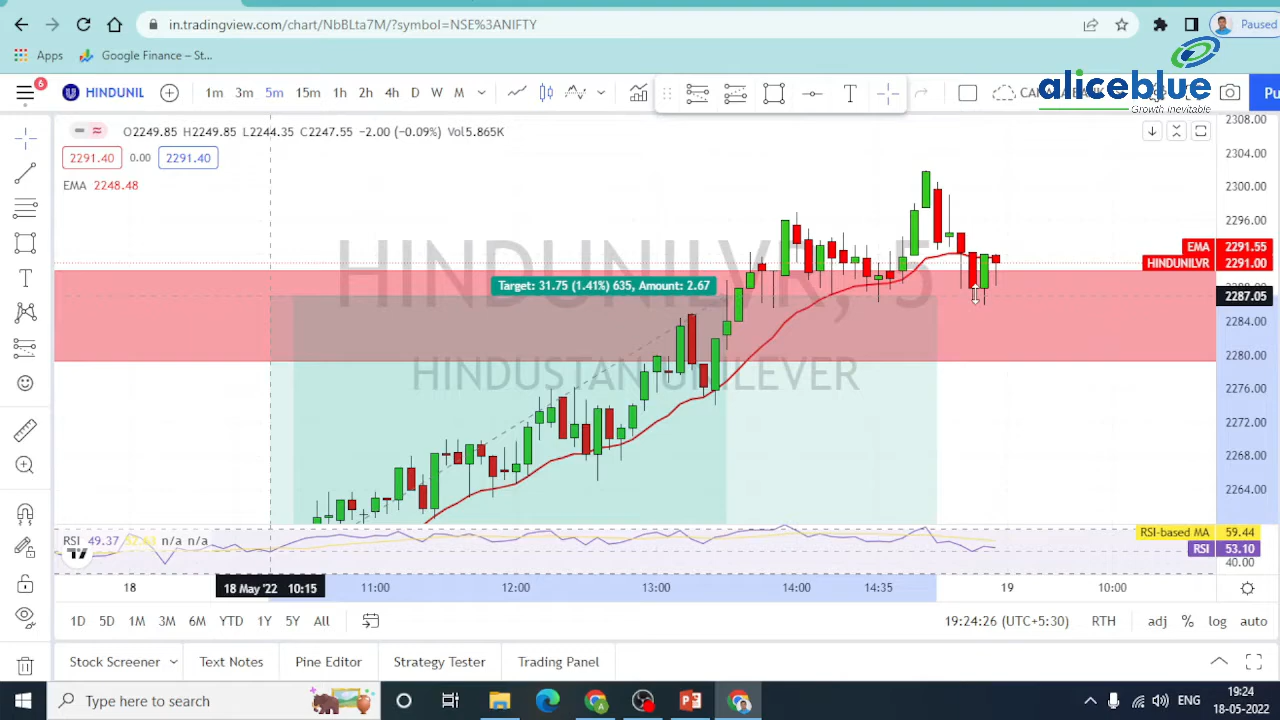 in.tradingview.com/chart/NbBLta7M/?symbol=NSE%3ANIFTY
Paused
Apps Google Finance – St...
aliceblue
Growth Inevitable
6
HINDUNIL 1m 3m 5m 15m 1h 2h 4h D W M T
Pu
O2249.85 H2249.85 L2244.35 C2247.55 −2.00 (−0.09%) Vol5.865K
2291.40 0.00 2291.40
EMA 2248.48
HINDUNILVR, 5
HINDUSTAN UNILEVER
Target: 31.75 (1.41%) 635, Amount: 2.67
2308.00
2304.00
2300.00
2296.00
EMA 2291.55
HINDUNILVR 2291.00
2287.05
2284.00
2280.00
2276.00
2272.00
2268.00
2264.00
RSI 49.37 n/a n/a
RSI-based MA 59.44
RSI 53.10
40.00
18 18 May '22 10:15 11:00 12:00 13:00 14:00 14:35 19 10:00
1D 5D 1M 3M 6M YTD 1Y 5Y All 19:24:26 (UTC+5:30) RTH adj % log auto
Stock Screener Text Notes Pine Editor Strategy Tester Trading Panel
Type here to search
ENG
19:24
18-05-2022